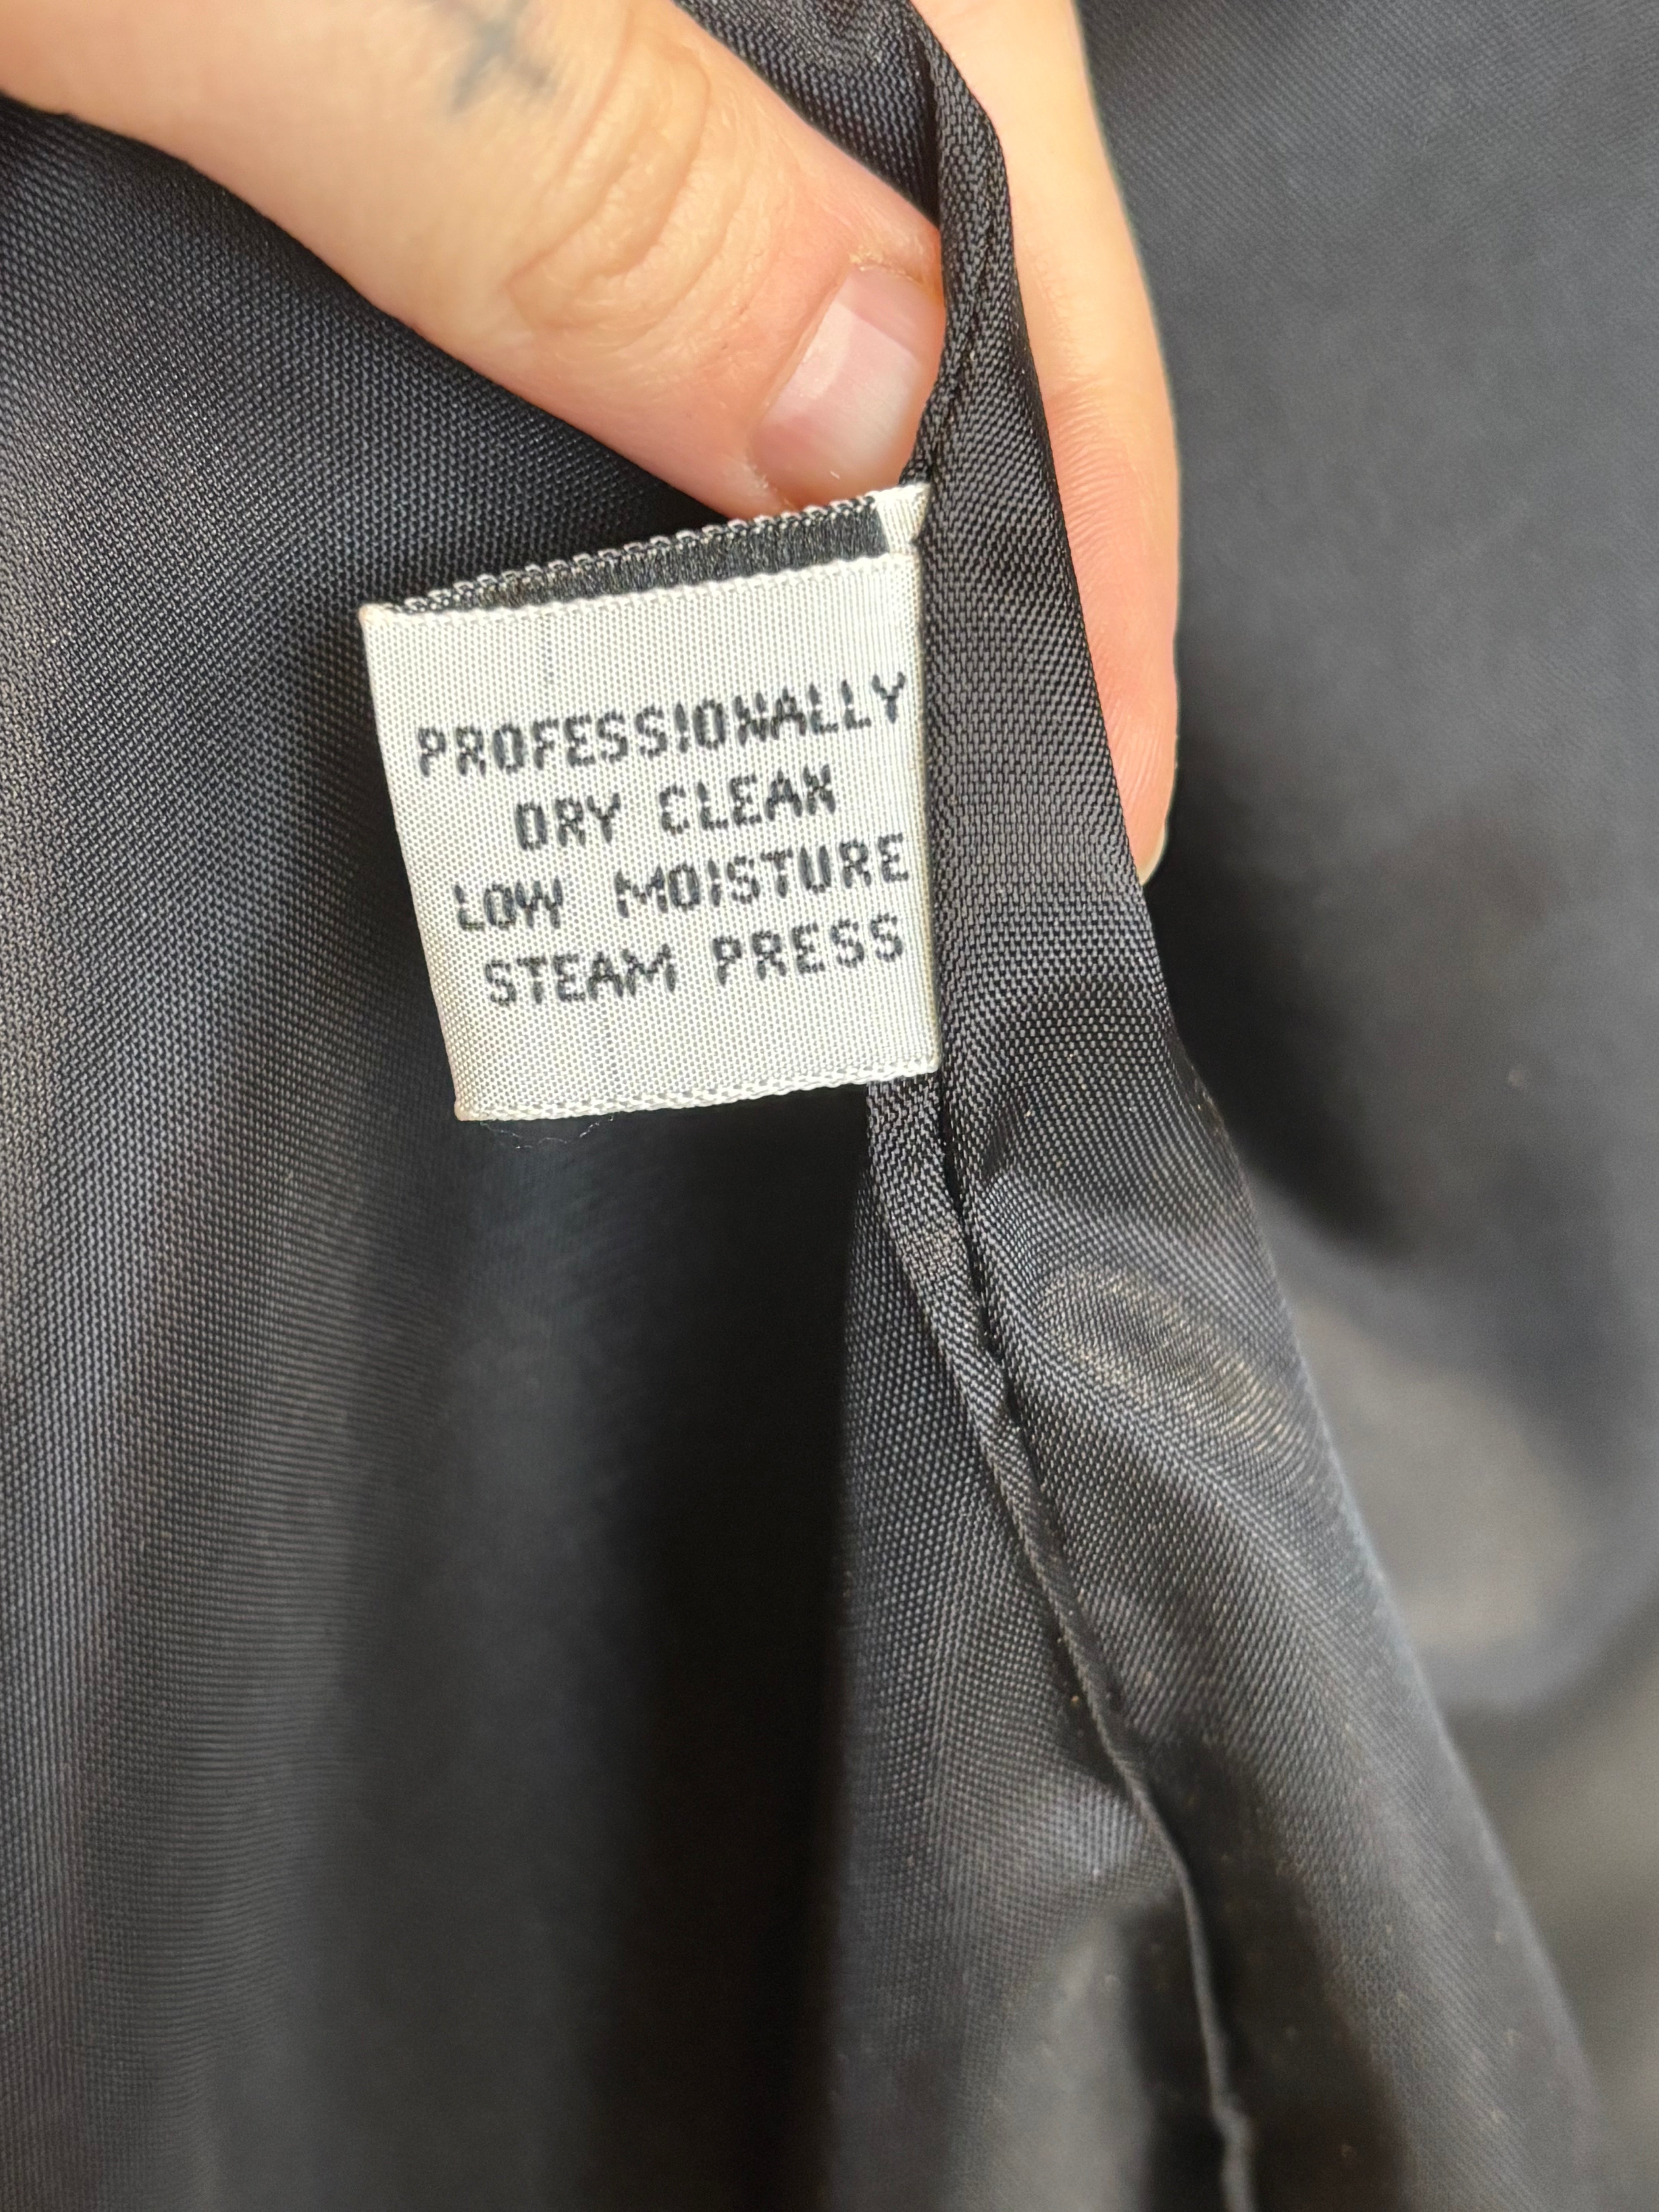 PROFESSIONALLY
DRY CLEAN
LOW MOISTURE
STEAM PRESS